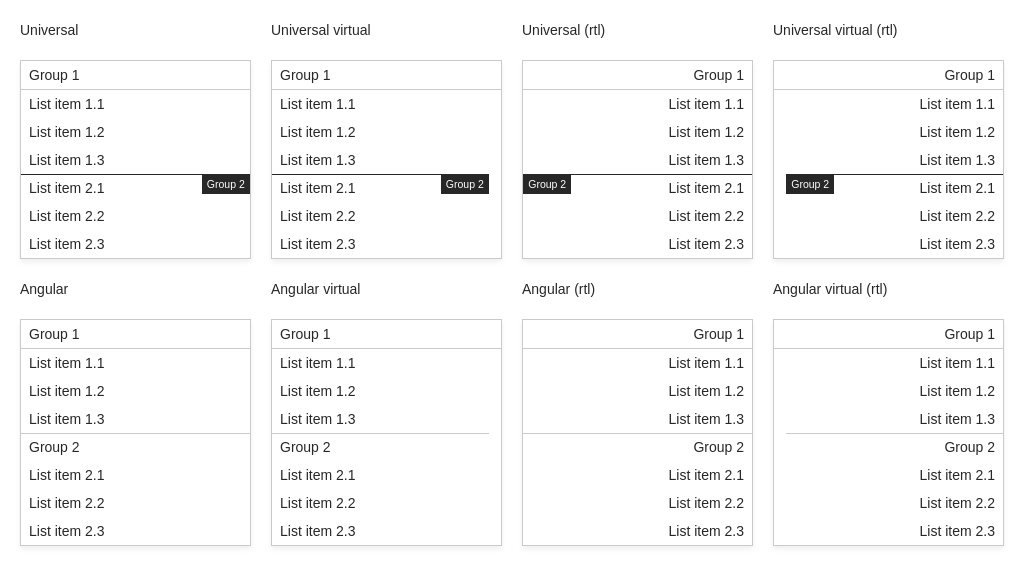 Universal
Group 1
List item 1.1
List item 1.2
List item 1.3
List item 2.1
Group 2
List item 2.2
List item 2.3
Universal virtual
Group 1
List item 1.1
List item 1.2
List item 1.3
List item 2.1
Group 2
List item 2.2
List item 2.3
Universal (rtl)
Group 1
List item 1.1
List item 1.2
List item 1.3
Group 2
List item 2.1
List item 2.2
List item 2.3
Universal virtual (rtl)
Group 1
List item 1.1
List item 1.2
List item 1.3
Group 2
List item 2.1
List item 2.2
List item 2.3
Angular
Group 1
List item 1.1
List item 1.2
List item 1.3
Group 2
List item 2.1
List item 2.2
List item 2.3
Angular virtual
Group 1
List item 1.1
List item 1.2
List item 1.3
Group 2
List item 2.1
List item 2.2
List item 2.3
Angular (rtl)
Group 1
List item 1.1
List item 1.2
List item 1.3
Group 2
List item 2.1
List item 2.2
List item 2.3
Angular virtual (rtl)
Group 1
List item 1.1
List item 1.2
List item 1.3
Group 2
List item 2.1
List item 2.2
List item 2.3